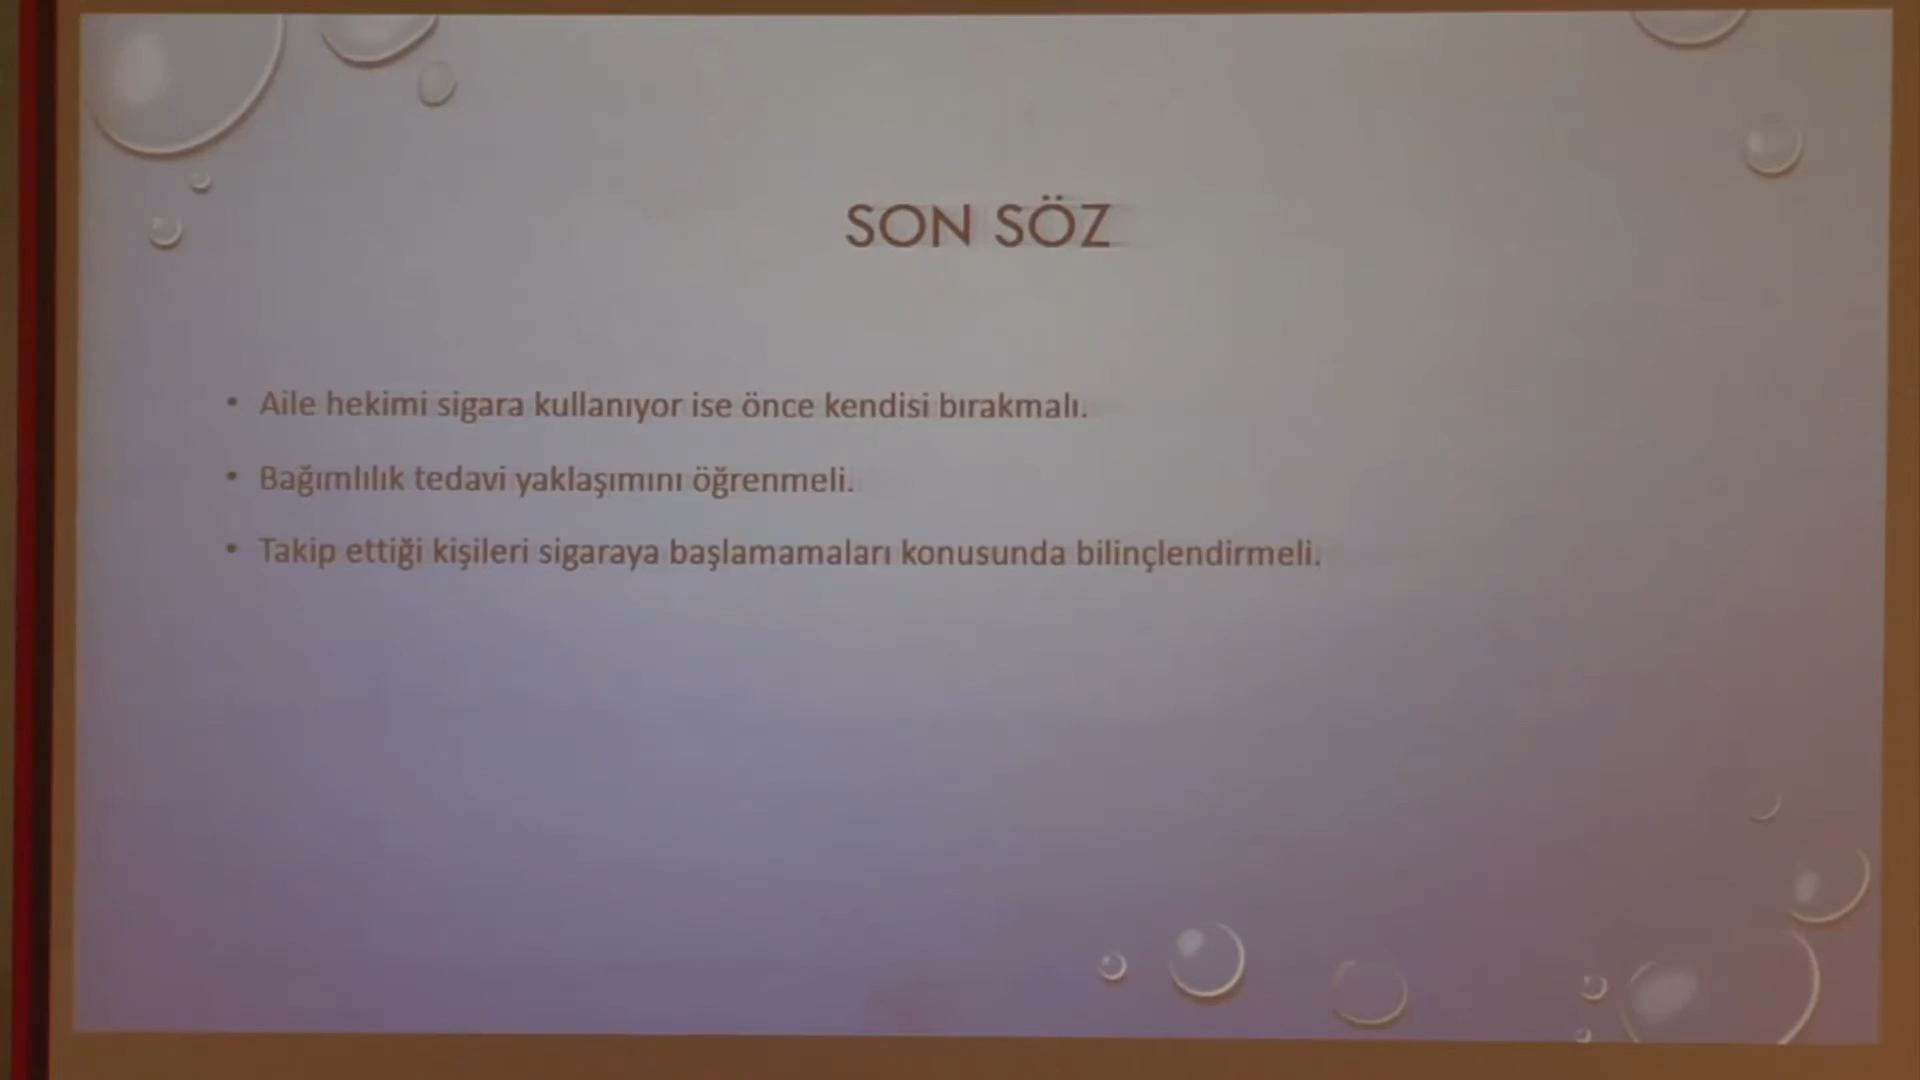 SON SÖZ
• Aile hekimi sigara kullanıyor ise önce kendisi bırakmalı.
• Bağımlılık tedavi yaklaşımını öğrenmeli.
• Takip ettiği kişileri sigaraya başlamamaları konusunda bilinçlendirmeli.